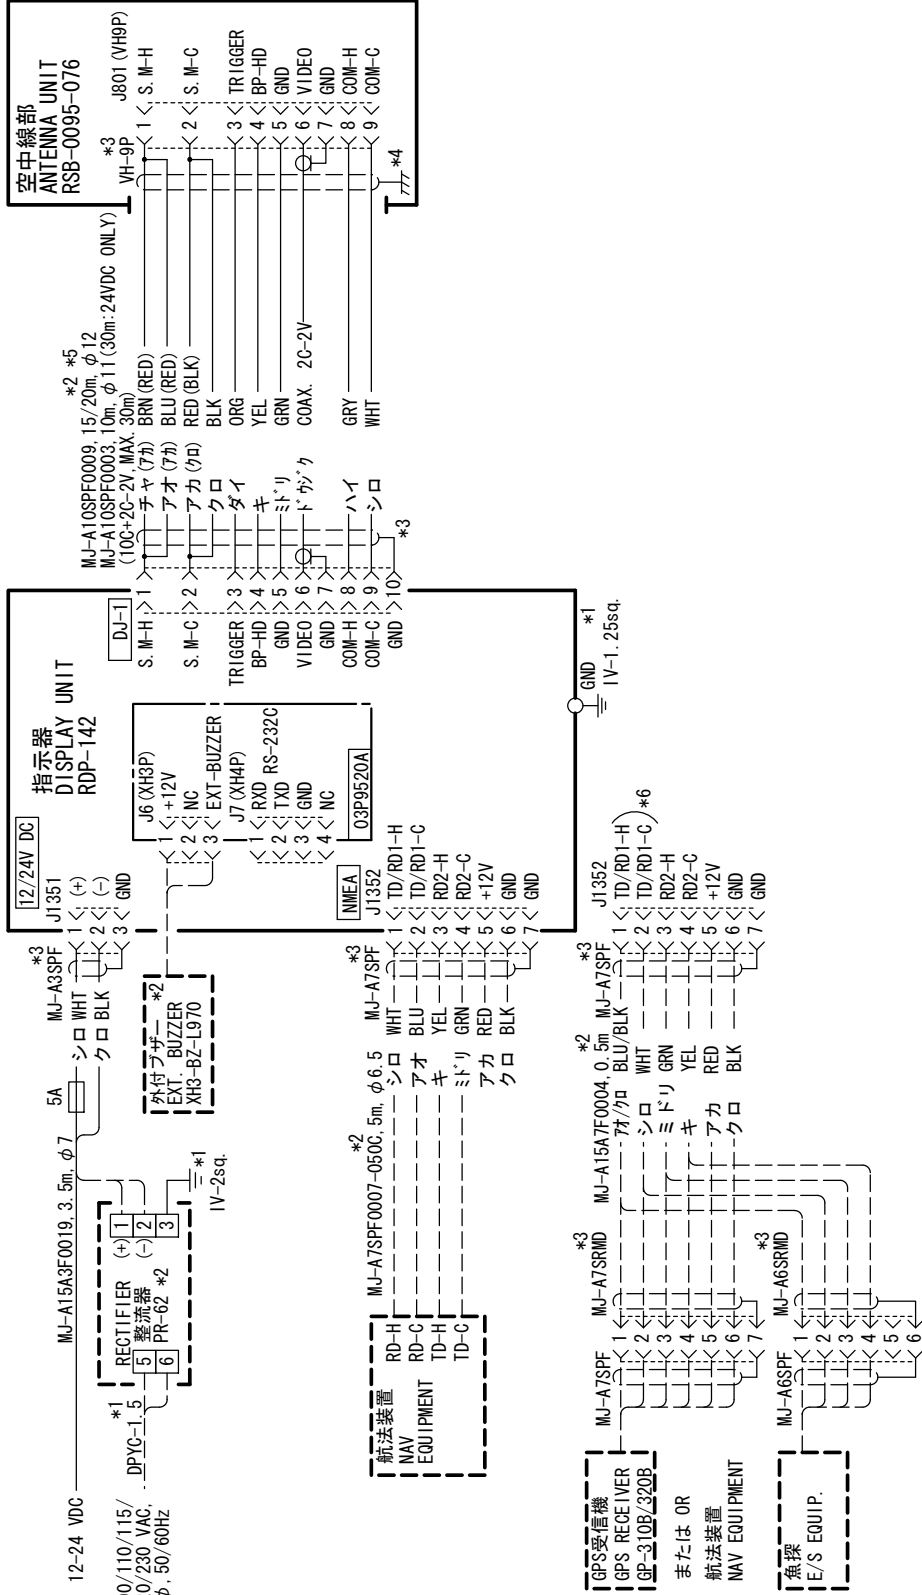 空中線部
ANTENNA UNIT
RSB-0095-076
*3
VH-9P
J801(VH9P)
1 S.M-H
2 S.M-C
3 TRIGGER
4 BP-HD
5 GND
6 VIDEO
7 GND
8 COM-H
9 COM-C
*4
*2 *5
MJ-A10SPF0009, 15/20m, φ12
MJ-A10SPF0003, 10m, φ11(30m:24VDC ONLY)
(10C+2C-2V, MAX. 30m)
チャ(アカ) BRN(RED)
アオ(アカ) BLU(RED)
アカ(クロ) RED(BLK)
クロ BLK
ダイ ORG
キ YEL
ミドリ GRN
ドウジク COAX. 2C-2V
ハイ GRY
シロ WHT
*3
指示器
DISPLAY UNIT
RDP-142
DJ-1
S.M-H 1
S.M-C 2
TRIGGER 3
BP-HD 4
GND 5
VIDEO 6
GND 7
COM-H 8
COM-C 9
GND 10
12/24V DC
J1351
1 (+)
2 (-)
3 GND
J6(XH3P)
1 +12V
2 NC
3 EXT-BUZZER
J7(XH4P)
1 RXD
2 TXD
3 GND
4 NC
RS-232C
03P9520A
NMEA
J1352
1 TD/RD1-H
2 TD/RD1-C
3 RD2-H
4 RD2-C
5 +12V
6 GND
7 GND
GND
*1
IV-1.25sq.
*3
MJ-A3SPF
シロ WHT
クロ BLK
5A
MJ-A15A3F0019, 3.5m, φ7
12-24 VDC
RECTIFIER
整流器
PR-62 *2
(+) 1
(-) 2
3
5
6
*1
IV-2sq.
*1
DPYC-1.5
00/110/115/
0/230 VAC,
φ, 50/60Hz
外付ブザー *2
EXT. BUZZER
XH3-BZ-L970
*3
MJ-A7SPF
*2
MJ-A7SPF0007-050C, 5m, φ6.5
シロ WHT
アオ BLU
キ YEL
ミドリ GRN
アカ RED
クロ BLK
航法装置
NAV
EQUIPMENT
RD-H
RD-C
TD-H
TD-C
J1352
1 TD/RD1-H
2 TD/RD1-C
*6
3 RD2-H
4 RD2-C
5 +12V
6 GND
7 GND
*3
MJ-A7SPF
*2
MJ-A15A7F0004, 0.5m
アオ/クロ BLU/BLK
シロ WHT
ミドリ GRN
キ YEL
アカ RED
クロ BLK
*3
MJ-A7SRMD
MJ-A7SPF
1
2
3
4
5
6
7
*3
MJ-A6SRMD
MJ-A6SPF
1
2
3
4
5
6
GPS受信機
GPS RECEIVER
GP-310B/320B
または OR
航法装置
NAV EQUIPMENT
魚探
E/S EQUIP.